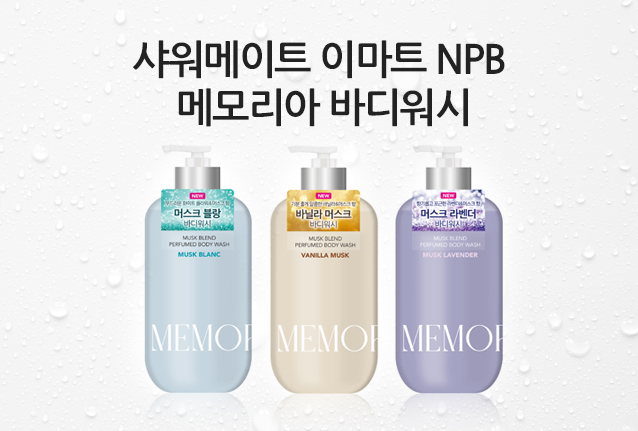 샤워메이트 이마트 NPB
메모리아 바디워시
NEW
머스크 블랑
바디워시
MUSK BLEND
PERFUMED BODY WASH
MUSK BLANC
MEMOR
NEW
바닐라 머스크
바디워시
MUSK BLEND
PERFUMED BODY WASH
VANILLA MUSK
MEMOR
NEW
머스크 라벤더
바디워시
MUSK BLEND
PERFUMED BODY WASH
MUSK LAVENDER
MEMOR